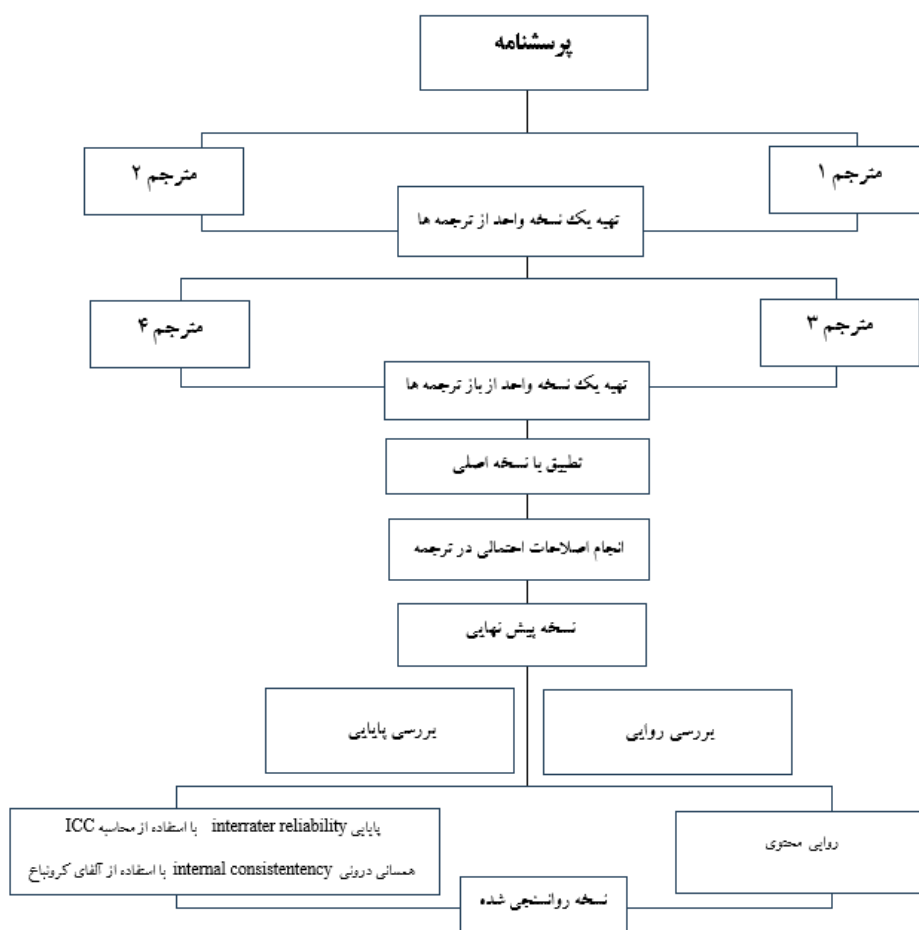 پرسشنامه
مترجم ۱
مترجم ۲
تهیه یک نسخه واحد از ترجمه ها
مترجم ۳
مترجم ۴
تهیه یک نسخه واحد از باز ترجمه ها
تطبیق با نسخه اصلی
انجام اصلاحات احتمالی در ترجمه
نسخه پیش نهایی
بررسی روایی
بررسی پایایی
روایی محتوی
پایایی interrater reliability با استفاده از محاسبه ICC
همسانی درونی internal consistentency با استفاده از آلفای کرونباخ
نسخه روانسنجی شده